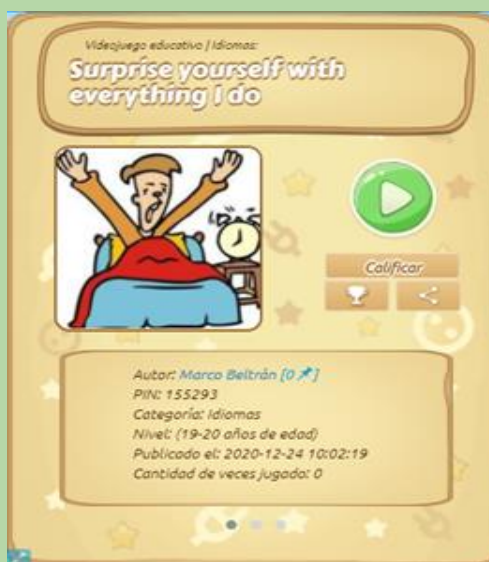 Videojuego educativo | Idiomas:
Surprise yourself with
everything I do
Calificar
Autor: Marco Beltrán [0]
PIN: 155293
Categoría: Idiomas
Nivel: (19-20 años de edad)
Publicado el: 2020-12-24 10:02:19
Cantidad de veces jugado: 0